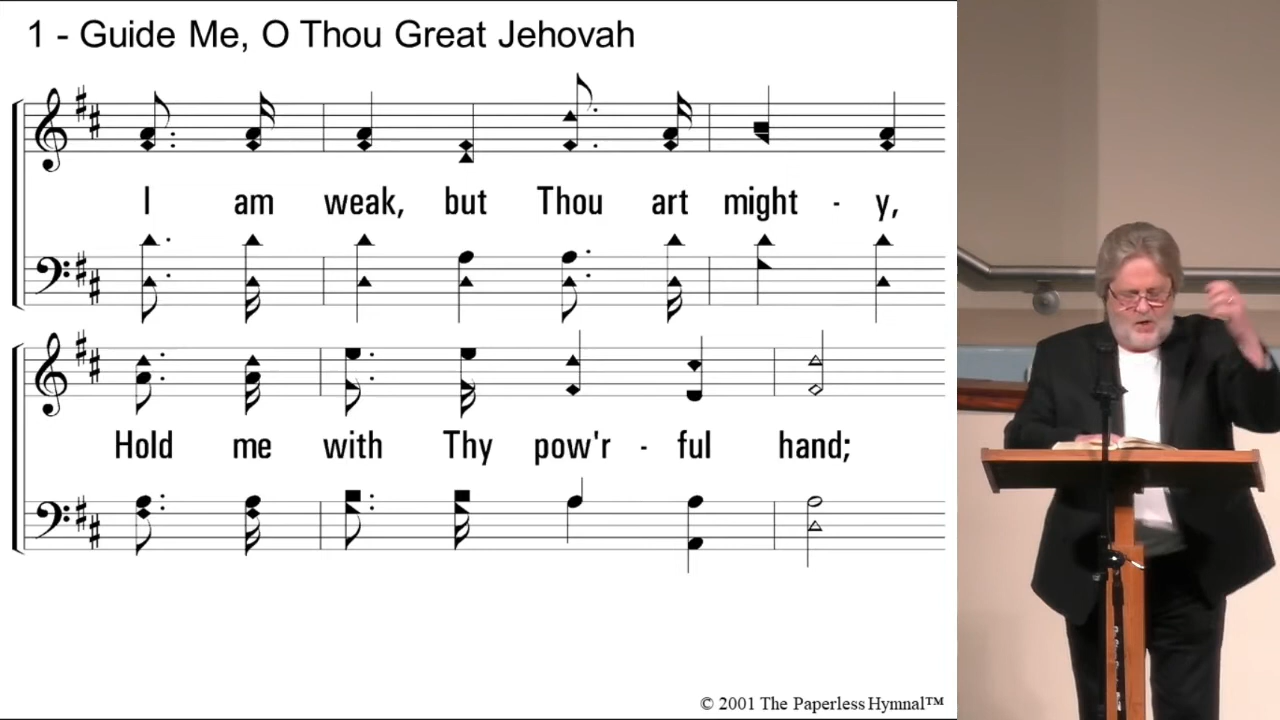 1 - Guide Me, O Thou Great Jehovah
I am weak, but Thou art might - y,
Hold me with Thy pow'r - ful hand;
© 2001 The Paperless Hymnal™